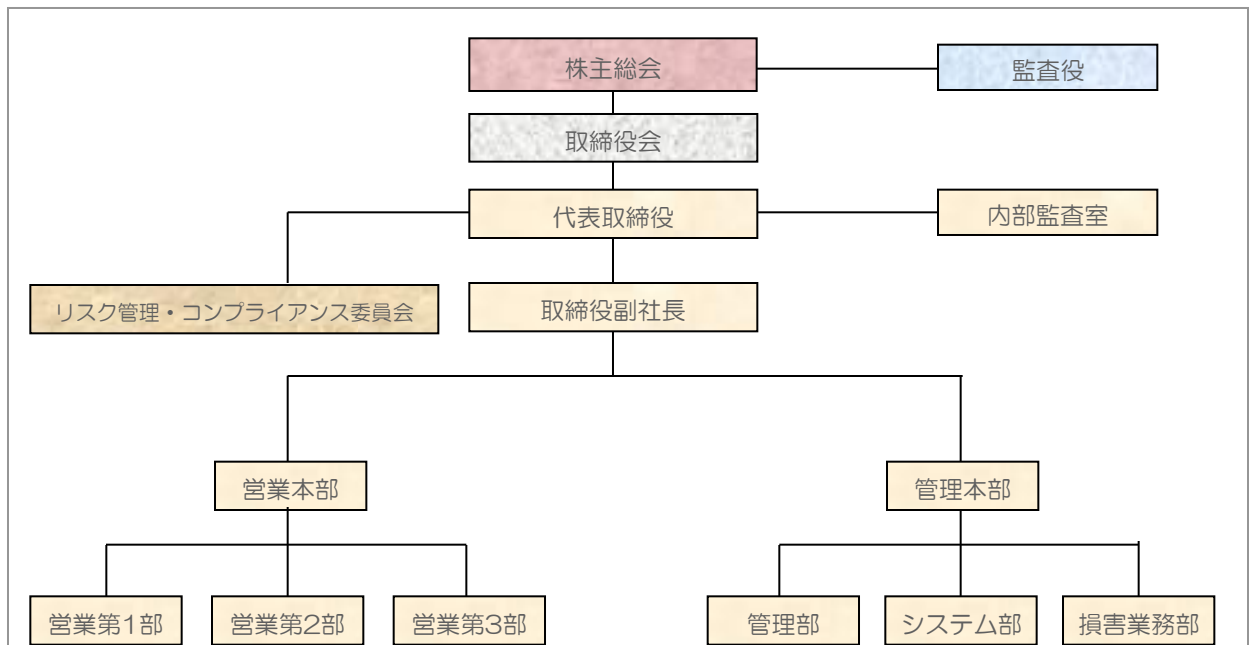 株主総会
監査役
取締役会
代表取締役
内部監査室
リスク管理・コンプライアンス委員会
取締役副社長
営業本部
管理本部
営業第1部
営業第2部
営業第3部
管理部
システム部
損害業務部